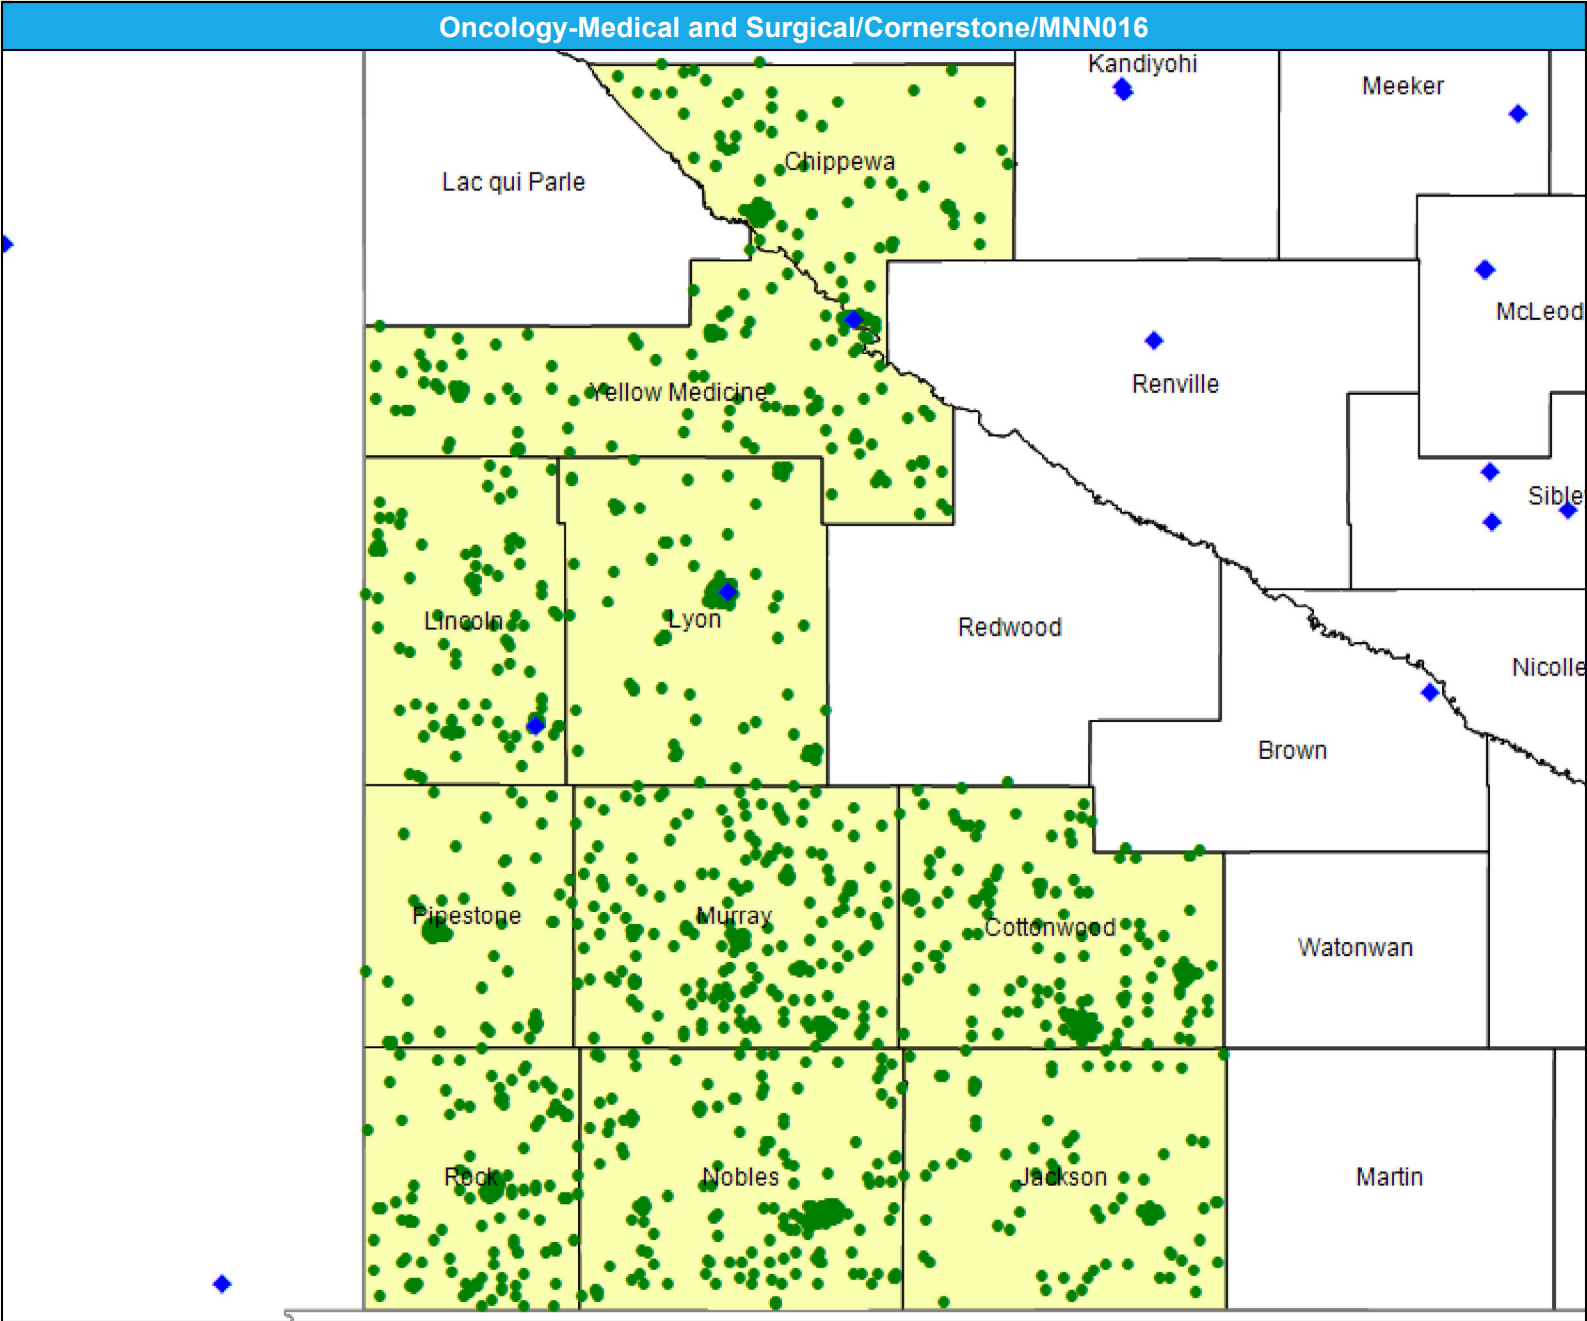 Oncology-Medical and Surgical/Cornerstone/MNN016
Kandiyohi
Meeker
Chippewa
Lac qui Parle
McLeod
Renville
Yellow Medicine
Sible
Lincoln
Lyon
Redwood
Nicolle
Brown
Pipestone
Murray
Cottonwood
Watonwan
Rock
Nobles
Jackson
Martin